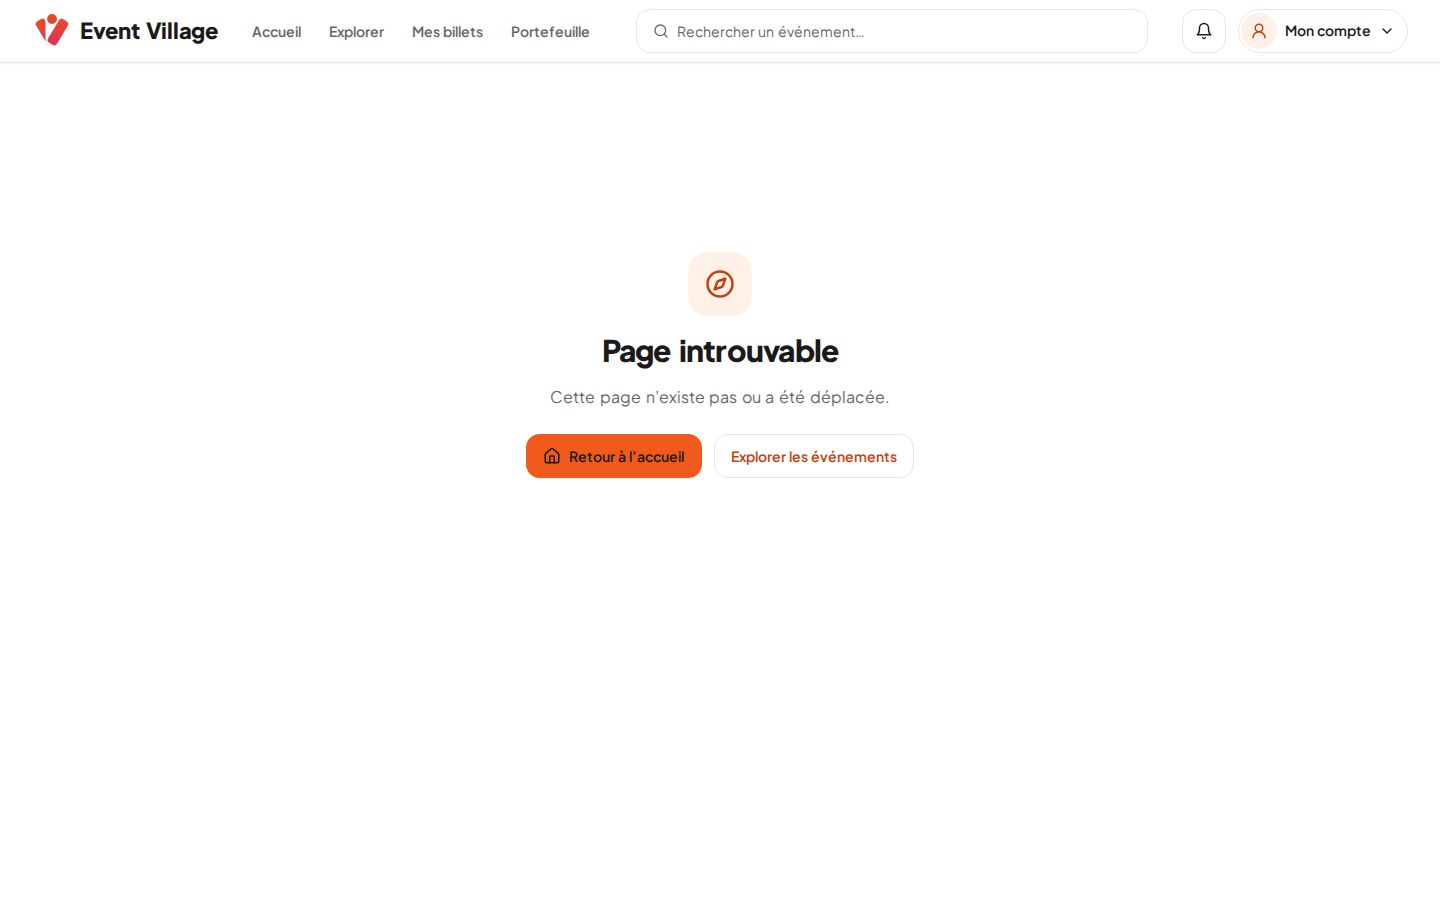 Event Village
Accueil
Explorer
Mes billets
Portefeuille
Rechercher un événement…
Mon compte
Page introuvable
Cette page n’existe pas ou a été déplacée.
Retour à l’accueil
Explorer les événements